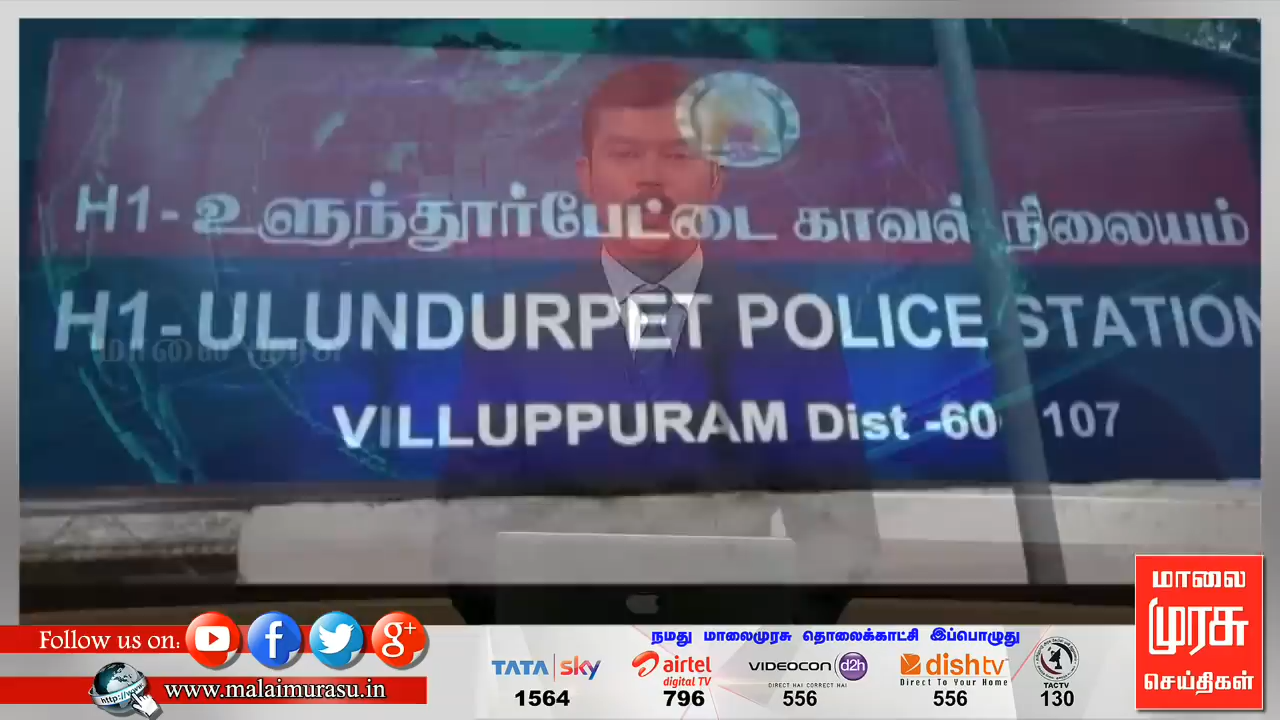 H1- உளுந்தூர்பேட்டை காவல் நிலையம்
H1- ULUNDURPET POLICE STATION
மாலை முரசு
VILLUPPURAM Dist -60 107
மாலை
முரசு
செய்திகள்
Follow us on:
http://
www.malaimurasu.in
நமது மாலைமுரசு தொலைக்காட்சி இப்பொழுது
TATA sky
1564
airtel
digital TV
796
VIDEOCON d2h
DIRECT HAI CORRECT HAI
556
dishtv
Direct To Your Home
556
TACTV
130